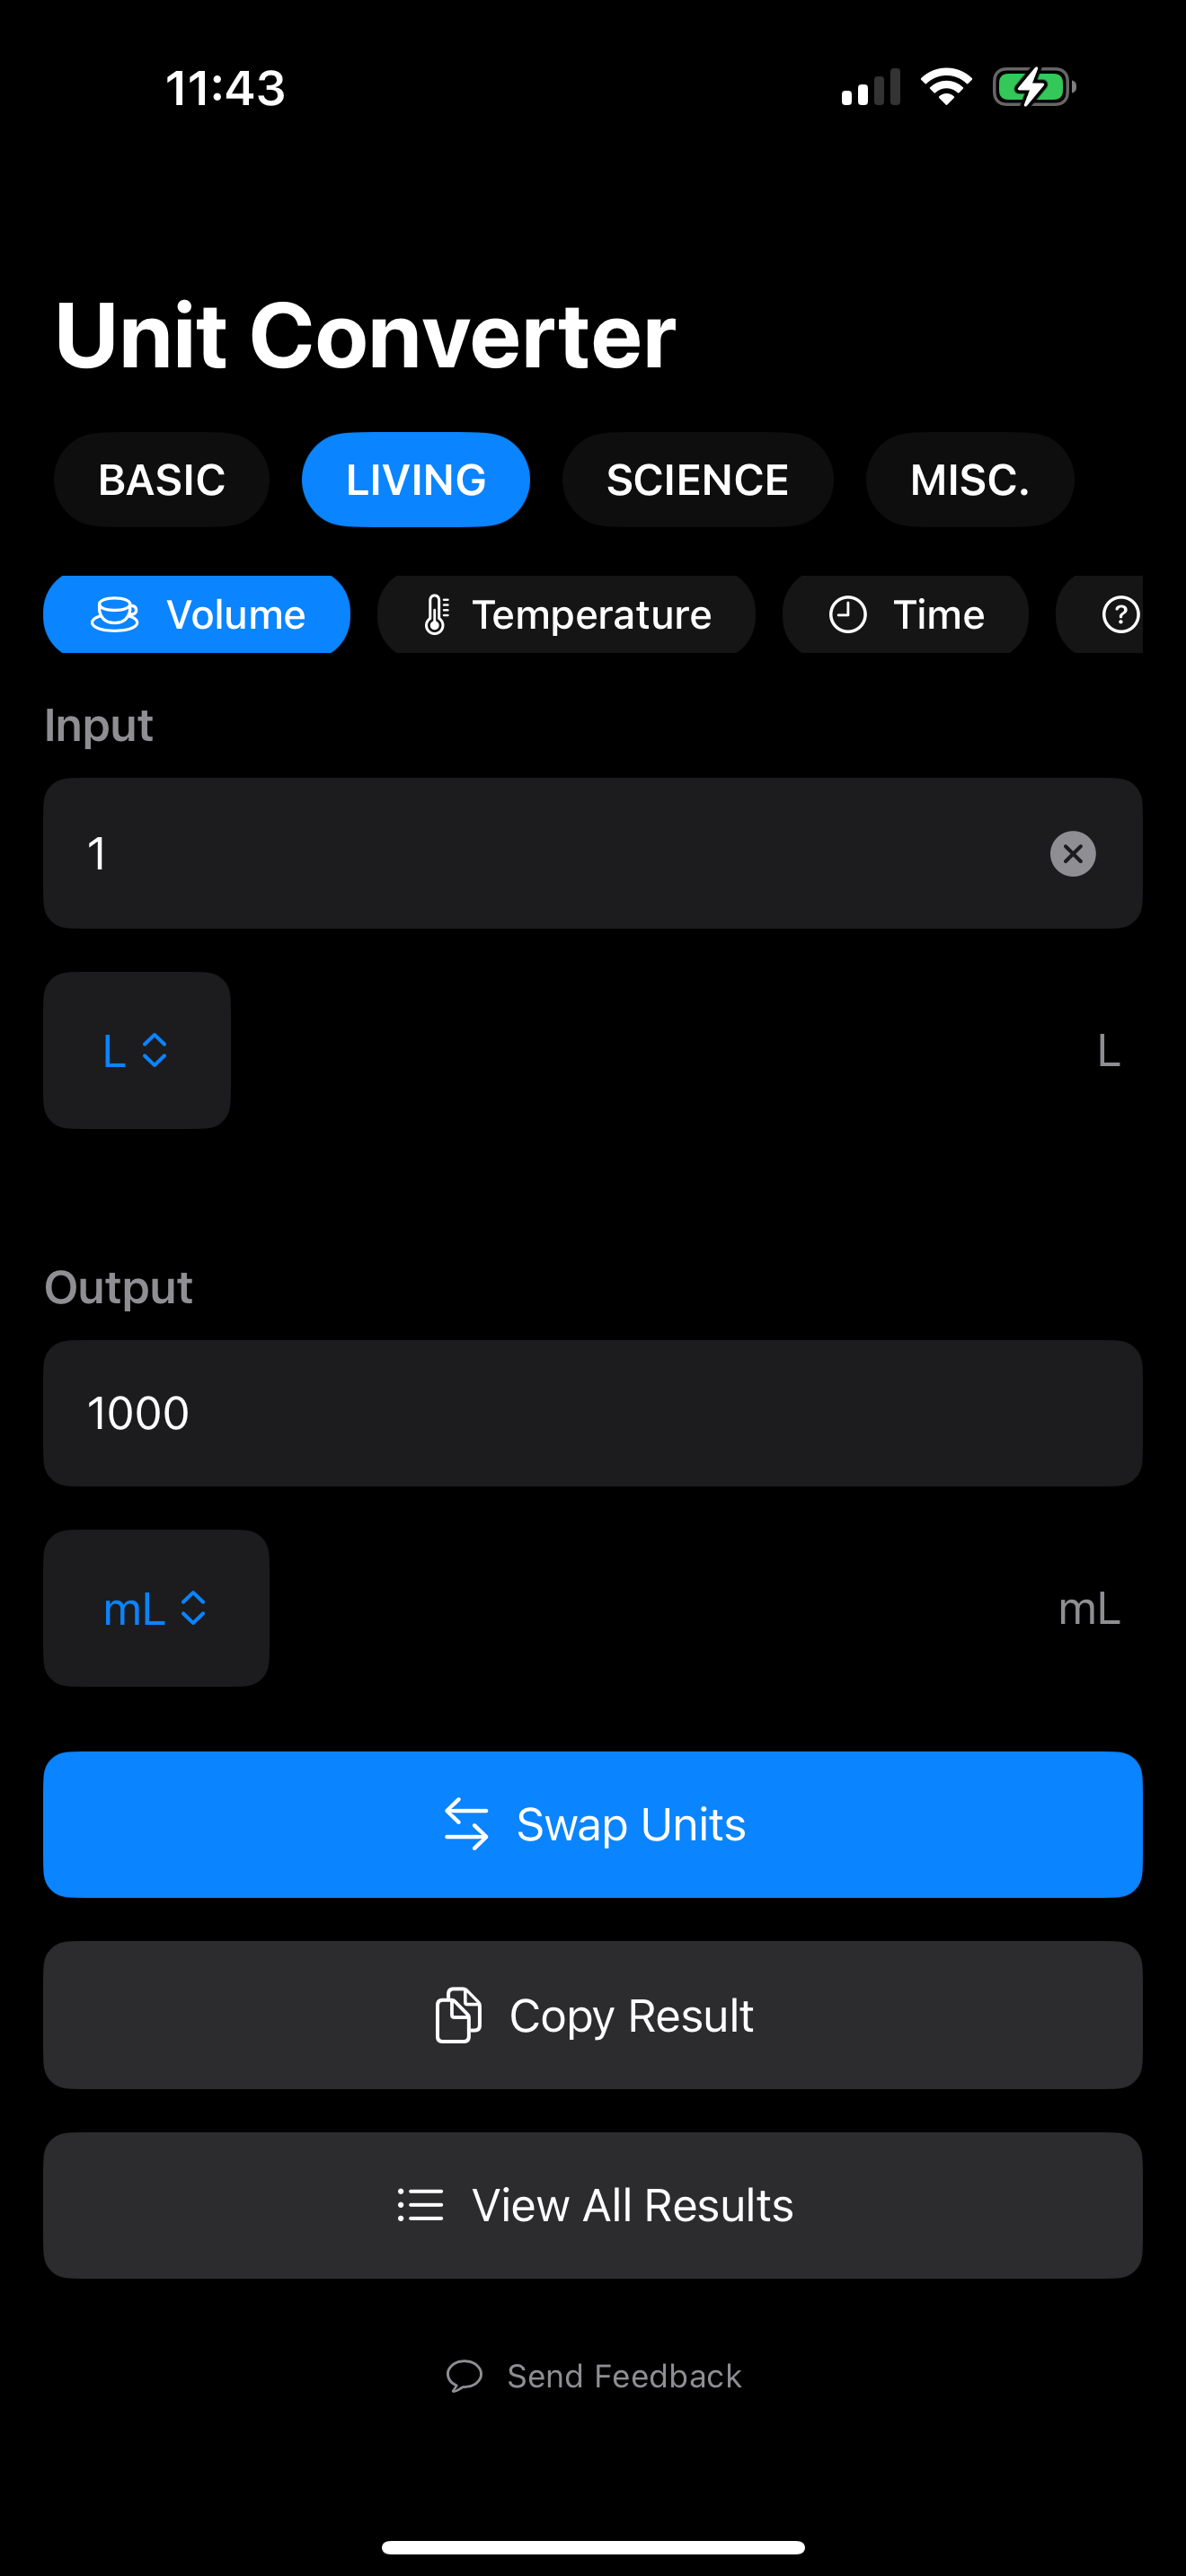 11:43
Unit Converter
BASIC LIVING SCIENCE MISC.
Volume Temperature Time
Input
1
L L
Output
1000
mL mL
Swap Units
Copy Result
View All Results
Send Feedback